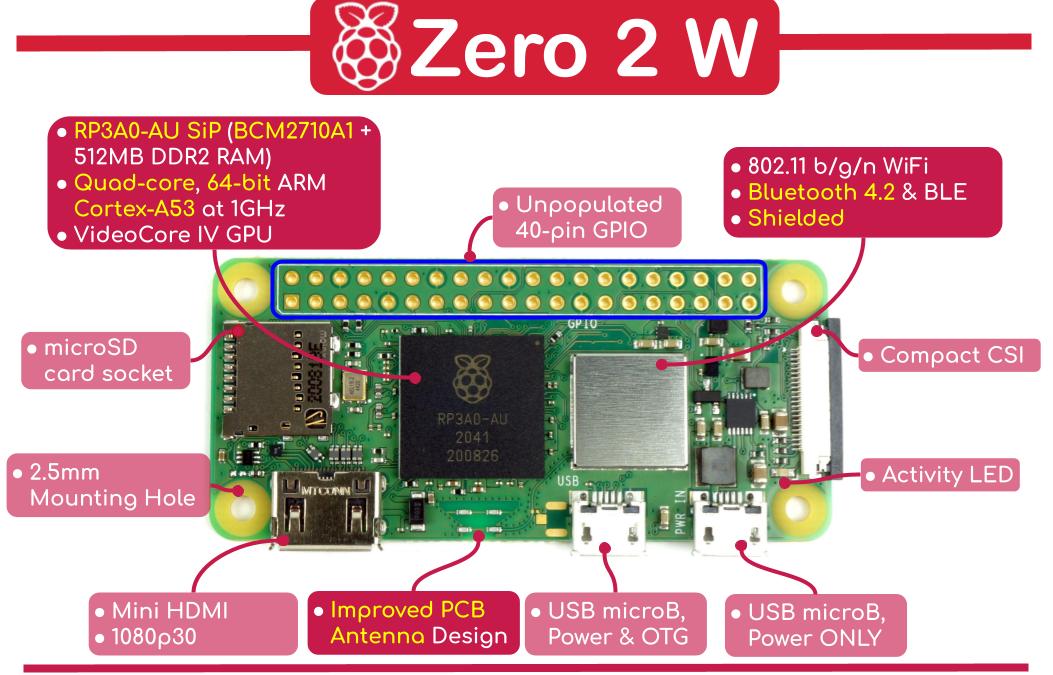 Zero 2 W
• RP3A0-AU SiP (BCM2710A1 +
512MB DDR2 RAM)
• Quad-core, 64-bit ARM
Cortex-A53 at 1GHz
• VideoCore IV GPU
• Unpopulated
40-pin GPIO
• 802.11 b/g/n WiFi
• Bluetooth 4.2 & BLE
• Shielded
GPIO
• microSD
card socket
200813E
• Compact CSI
RP3A0-AU
2041
200826
• 2.5mm
Mounting Hole
MTCONN
USB
PWR IN
• Activity LED
• Mini HDMI
• 1080p30
• Improved PCB
Antenna Design
• USB microB,
Power & OTG
• USB microB,
Power ONLY